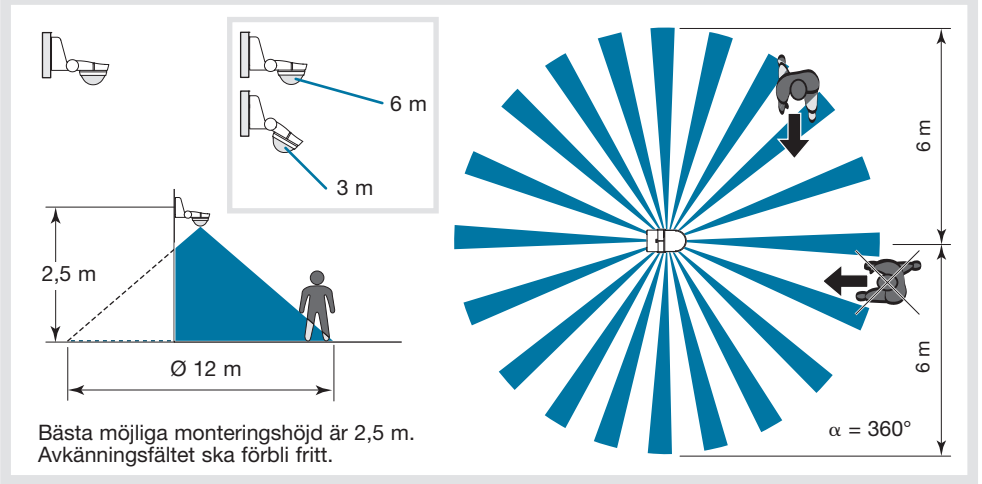 6 m
3 m
2,5 m
Ø 12 m
Bästa möjliga monteringshöjd är 2,5 m.
Avkänningsfältet ska förbli fritt.
6 m
6 m
α = 360°